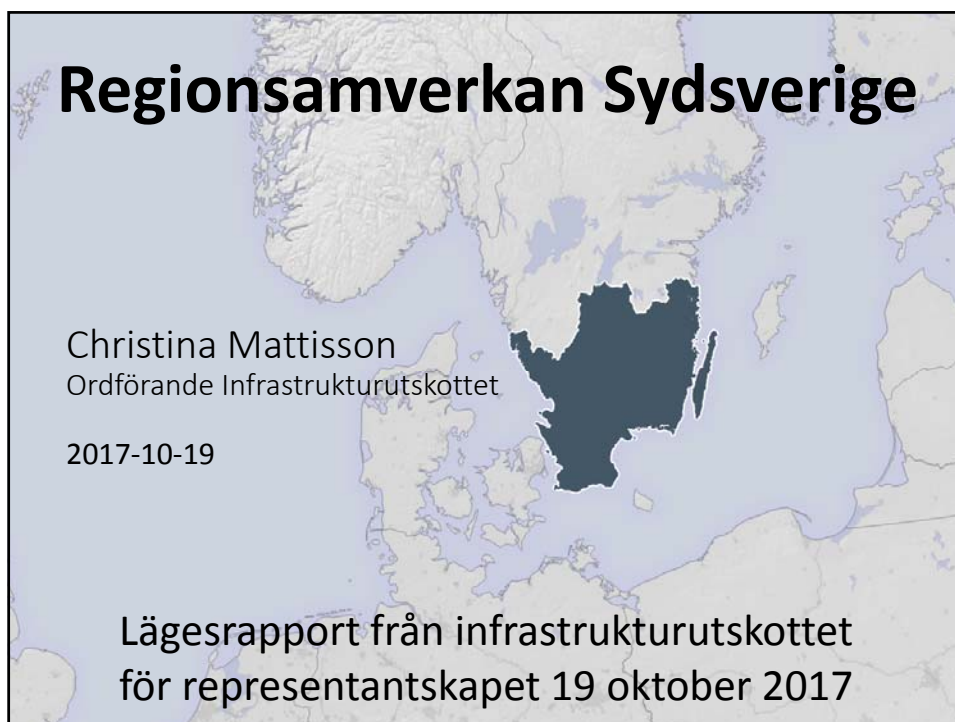 Regionsamverkan Sydsverige
Christina Mattisson
Ordförande Infrastrukturutskottet
2017-10-19
Lägesrapport från infrastrukturutskottet
för representantskapet 19 oktober 2017